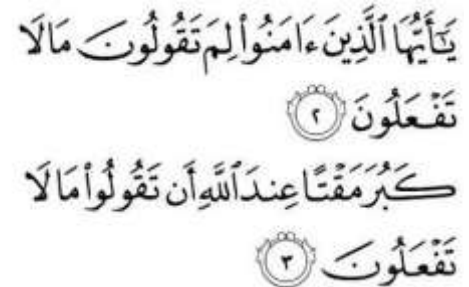 يَٰٓأَيُّهَا ٱلَّذِينَ ءَامَنُوا۟ لِمَ تَقُولُونَ مَا لَا
تَفْعَلُونَ ٢
كَبُرَ مَقْتًا عِندَ ٱللَّهِ أَن تَقُولُوا۟ مَا لَا
تَفْعَلُونَ ٣